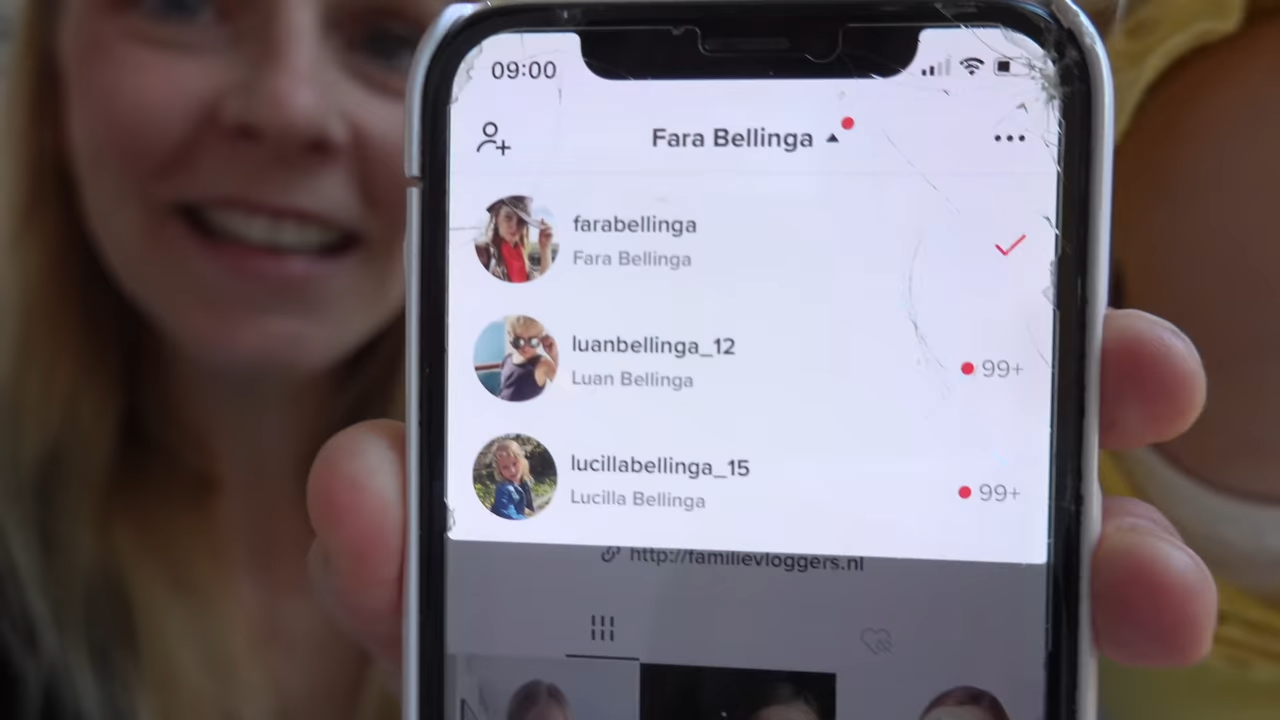 09:00
Fara Bellinga
farabellinga
Fara Bellinga
luanbellinga_12
Luan Bellinga
99+
lucillabellinga_15
Lucilla Bellinga
99+
http://familievloggers.nl